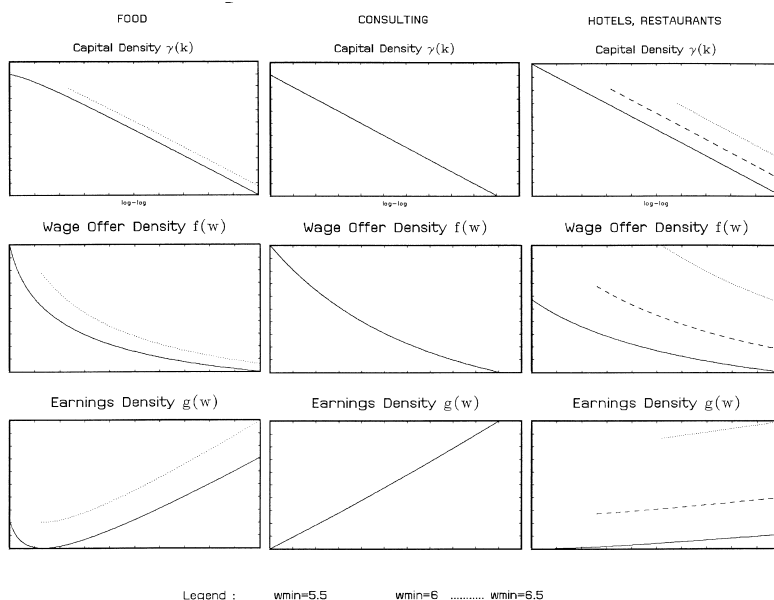 FOOD CONSULTING HOTELS, RESTAURANTS
Capital Density γ(k) Capital Density γ(k) Capital Density γ(k)
log-log log-log log-log
Wage Offer Density f(w) Wage Offer Density f(w) Wage Offer Density f(w)
Earnings Density g(w) Earnings Density g(w) Earnings Density g(w)
Legend : wmin=5.5 wmin=6 .......... wmin=6.5